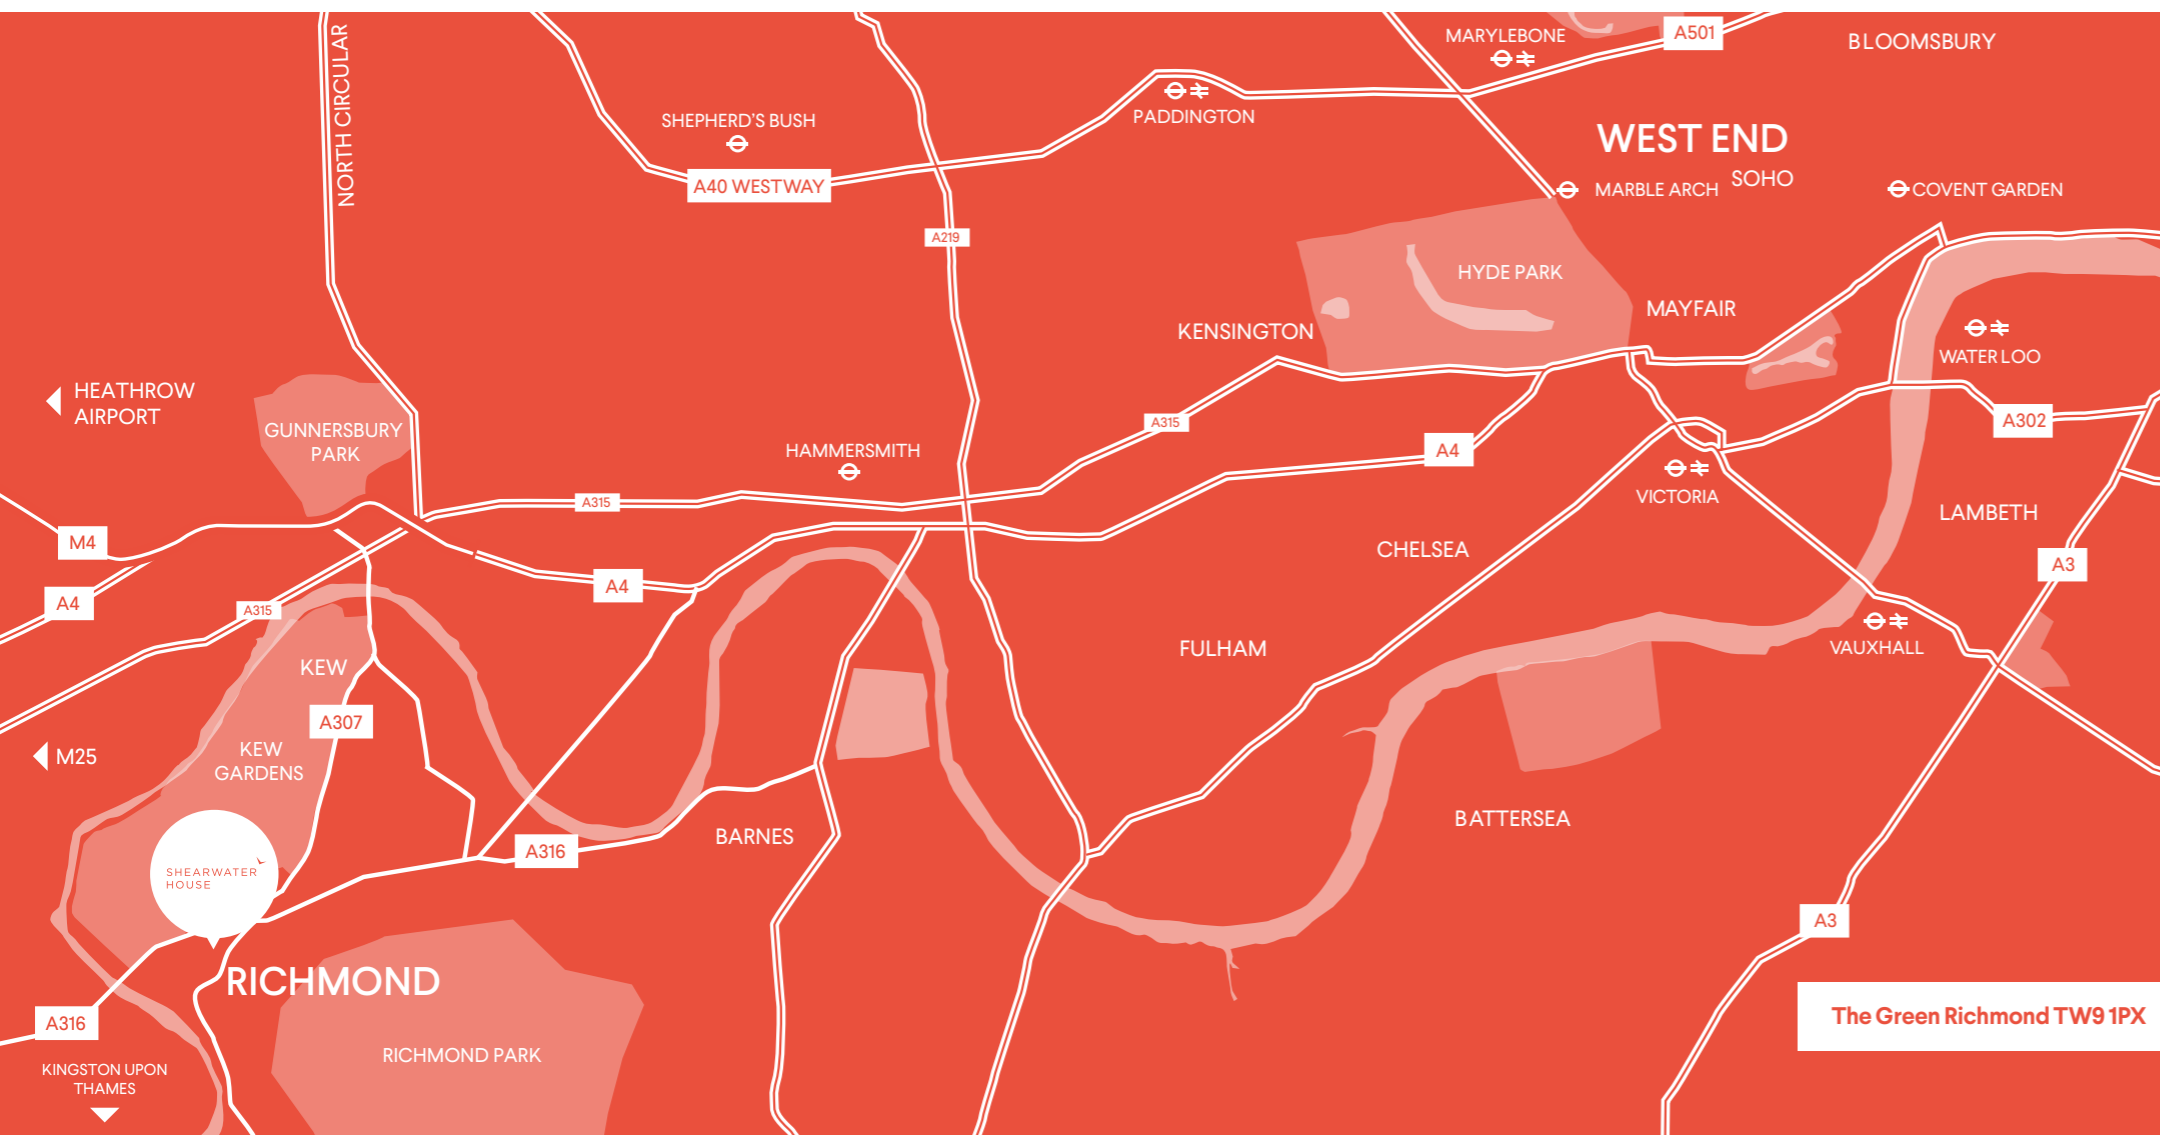 MARYLEBONE
A501
BLOOMSBURY
NORTH CIRCULAR
SHEPHERD'S BUSH
PADDINGTON
WEST END
A40 WESTWAY
MARBLE ARCH
SOHO
COVENT GARDEN
A219
HYDE PARK
MAYFAIR
KENSINGTON
WATER LOO
HEATHROW
AIRPORT
GUNNERSBURY
PARK
HAMMERSMITH
A315
A4
A302
A315
VICTORIA
LAMBETH
M4
CHELSEA
A3
A4
A4
A315
FULHAM
VAUXHALL
KEW
A307
M25
KEW
GARDENS
BATTERSEA
BARNES
A316
SHEARWATER
HOUSE
A3
RICHMOND
The Green Richmond TW9 1PX
A316
RICHMOND PARK
KINGSTON UPON
THAMES